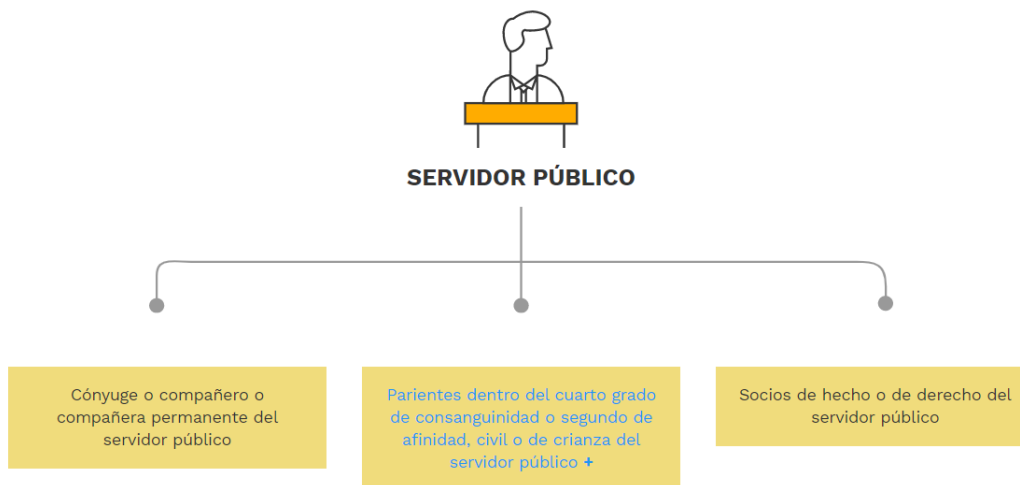 SERVIDOR PÚBLICO
Cónyuge o compañero o
compañera permanente del
servidor público
Parientes dentro del cuarto grado
de consanguinidad o segundo de
afinidad, civil o de crianza del
servidor público +
Socios de hecho o de derecho del
servidor público